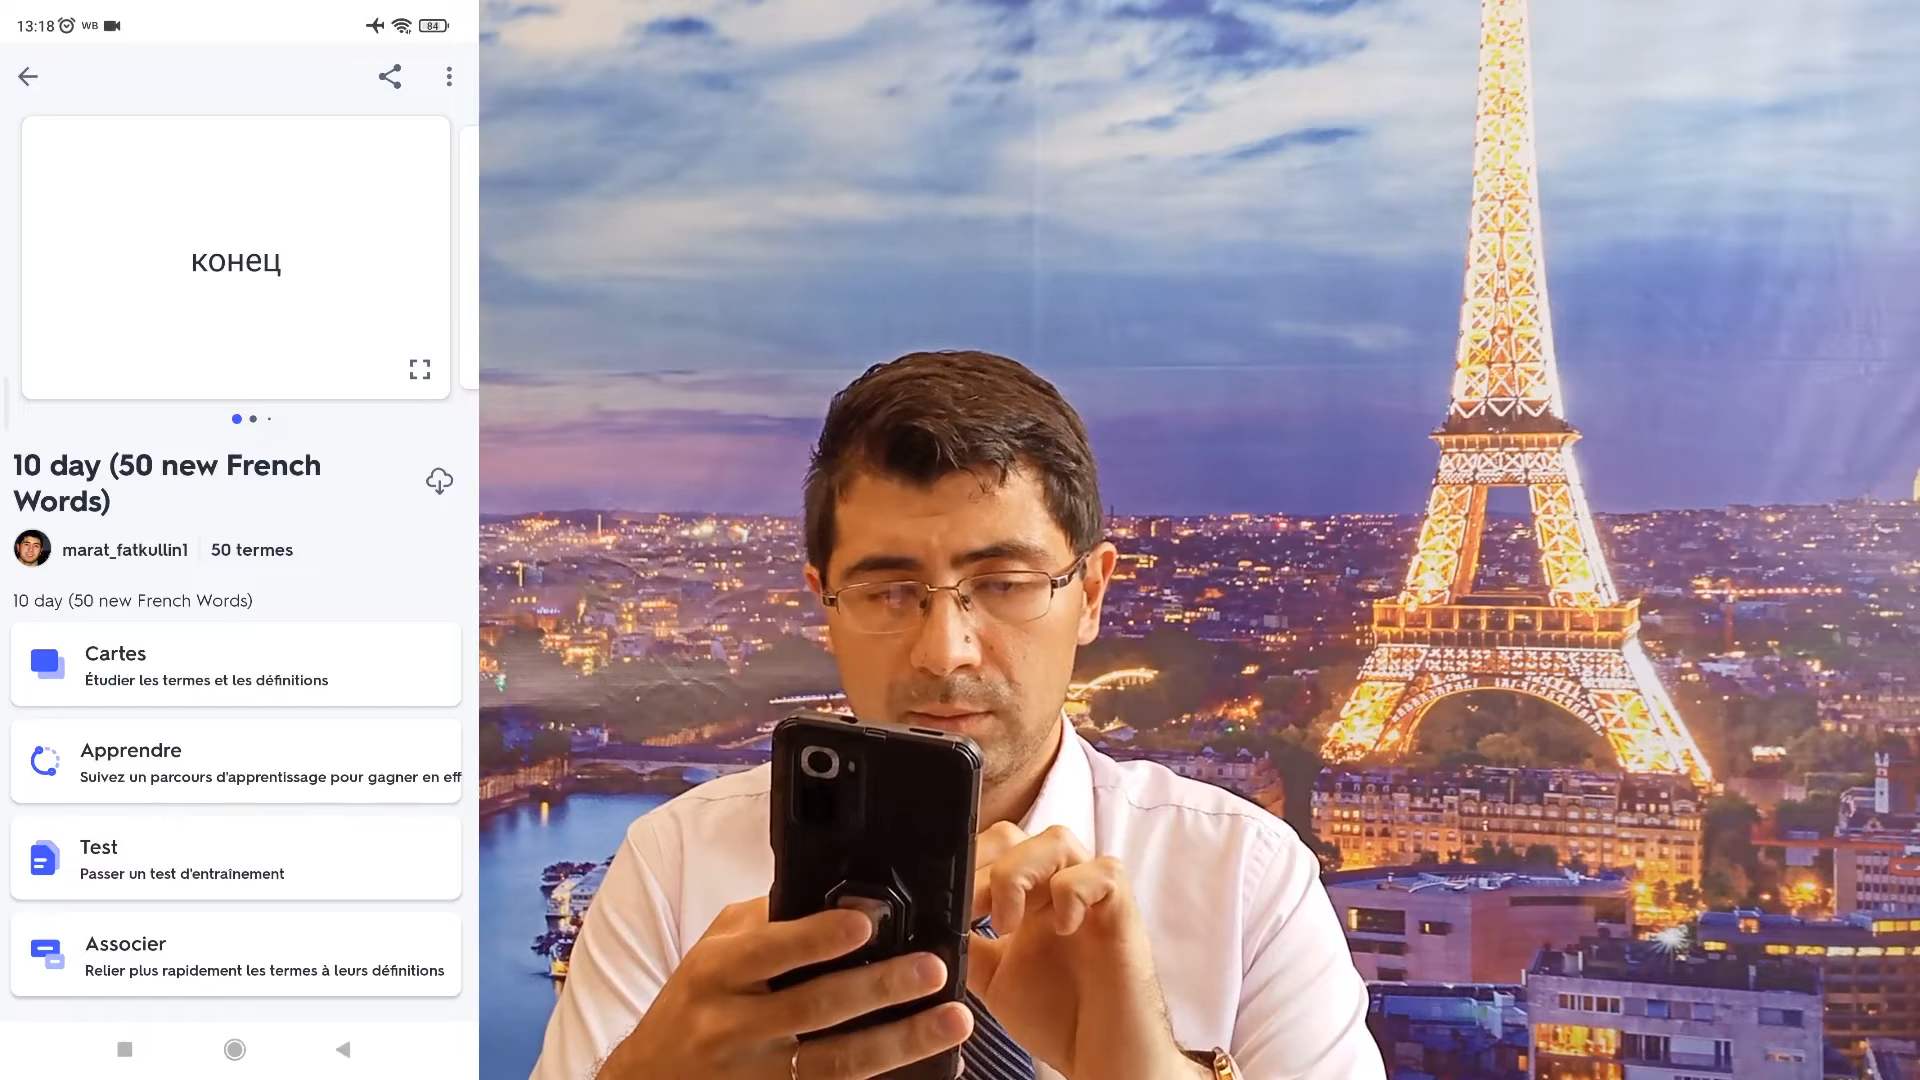 13:18 WB 84
конец
10 day (50 new French
Words)
marat_fatkullin1 50 termes
10 day (50 new French Words)
Cartes
Étudier les termes et les définitions
Apprendre
Suivez un parcours d'apprentissage pour gagner en eff
Test
Passer un test d'entraînement
Associer
Relier plus rapidement les termes à leurs définitions